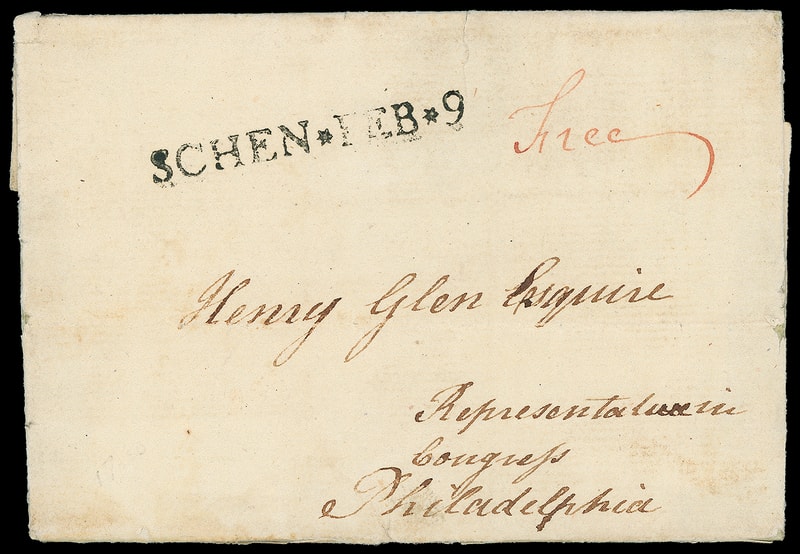 SCHEN*FEB*9
Free
Henry Glen Esquire
Representative in
Congress
Philadelphia